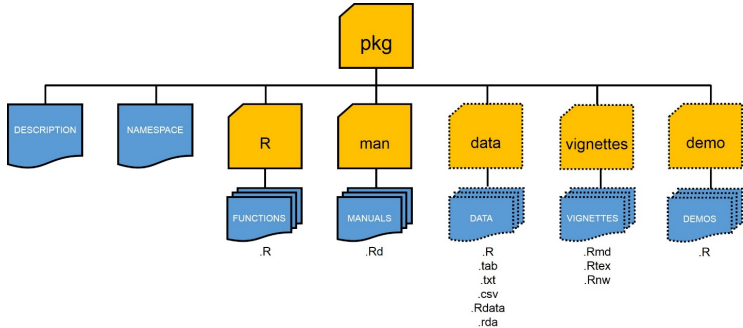 pkg
DESCRIPTION
NAMESPACE
R
man
data
vignettes
demo
FUNCTIONS
MANUALS
DATA
VIGNETTES
DEMOS
.R
.Rd
.R
.tab
.txt
.csv
.Rdata
.rda
.Rmd
.Rtex
.Rnw
.R